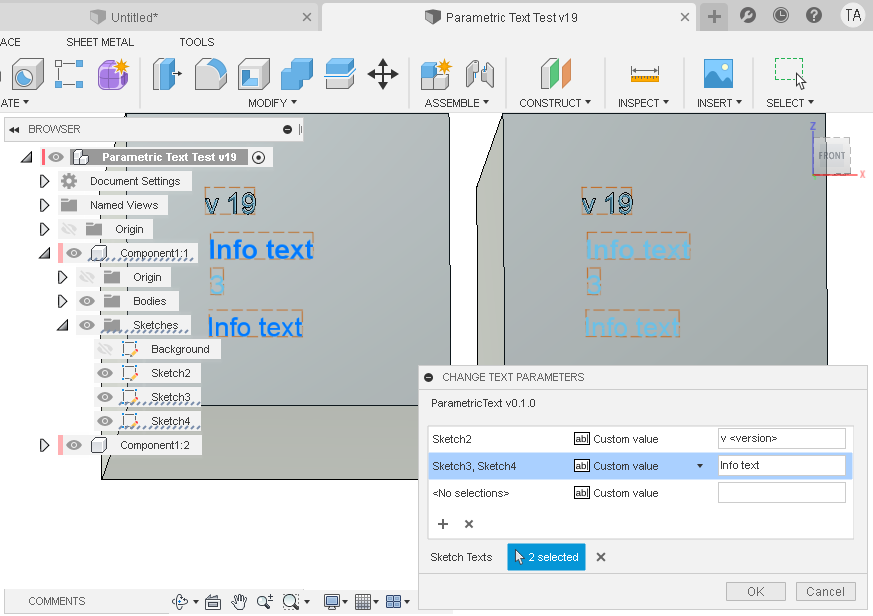 Untitled*
Parametric Text Test v19
TA
ACE
SHEET METAL
TOOLS
ATE
MODIFY
ASSEMBLE
CONSTRUCT
INSPECT
INSERT
SELECT
BROWSER
Parametric Text Test v19
Document Settings
Named Views
Origin
Component1:1
Origin
Bodies
Sketches
Background
Sketch2
Sketch3
Sketch4
Component1:2
v 19
Info text
3
Info text
v 19
Info text
3
Info text
Z
FRONT
X
CHANGE TEXT PARAMETERS
ParametricText v0.1.0
Sketch2 ab Custom value v <version>
Sketch3, Sketch4 ab Custom value Info text
<No selections> ab Custom value
Sketch Texts 2 selected
OK Cancel
COMMENTS